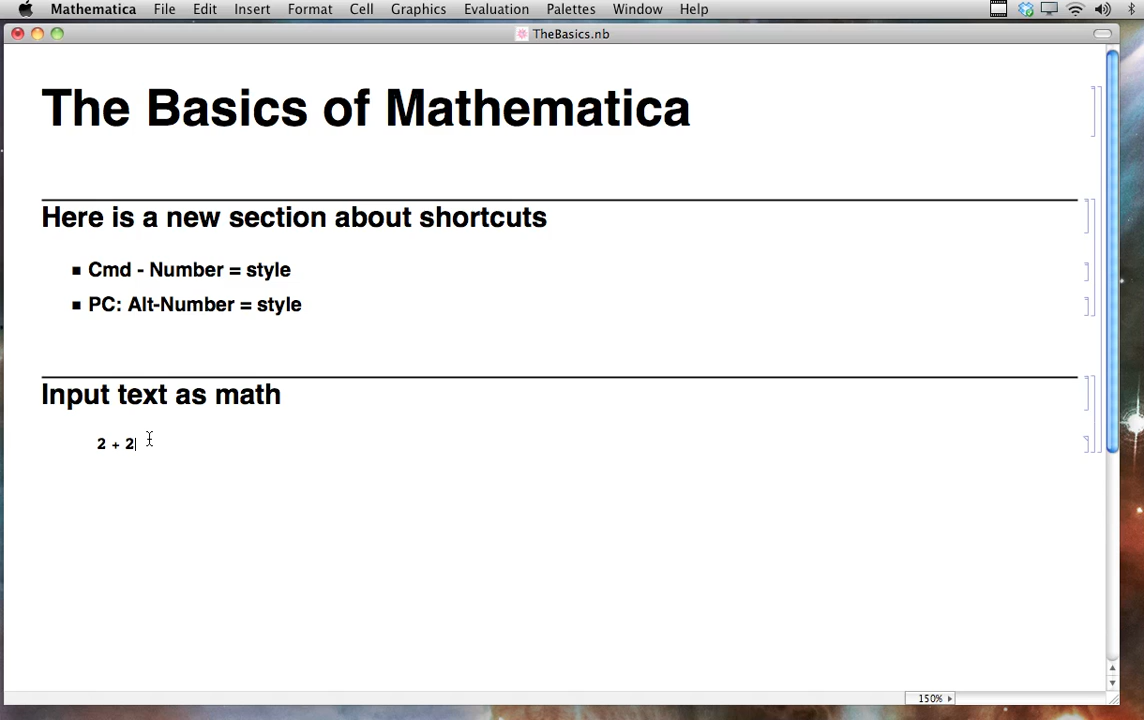 Mathematica File Edit Insert Format Cell Graphics Evaluation Palettes Window Help
TheBasics.nb
The Basics of Mathematica
Here is a new section about shortcuts
▪ Cmd - Number = style
▪ PC: Alt-Number = style
Input text as math
2 + 2
150%